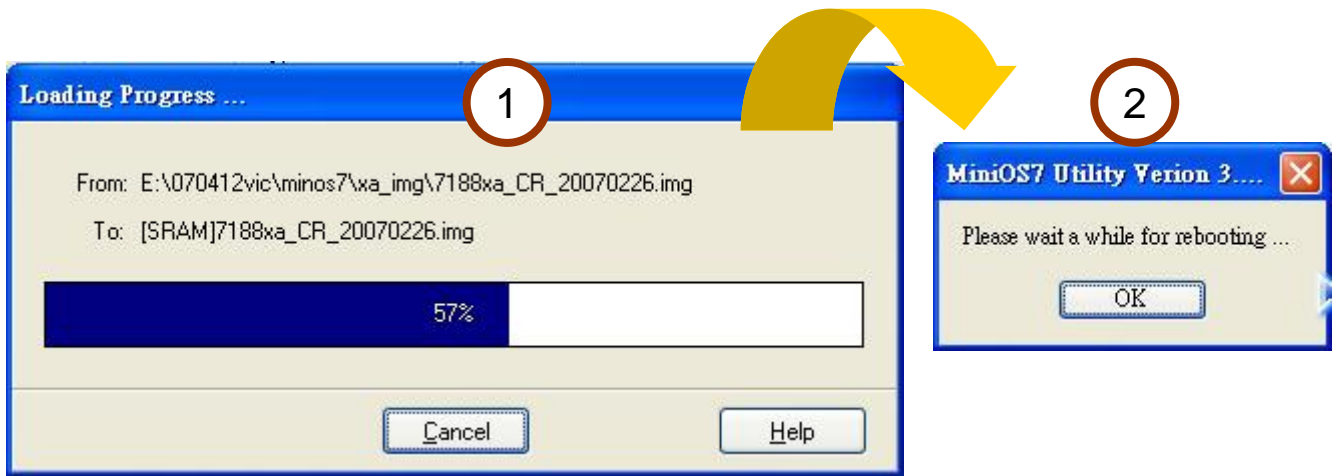 Loading Progress ...
1
From: E:\070412vic\minos7\xa_img\7188xa_CR_20070226.img
To: [SRAM]7188xa_CR_20070226.img
57%
Cancel
Help
2
MiniOS7 Utility Verion 3....
Please wait a while for rebooting ...
OK